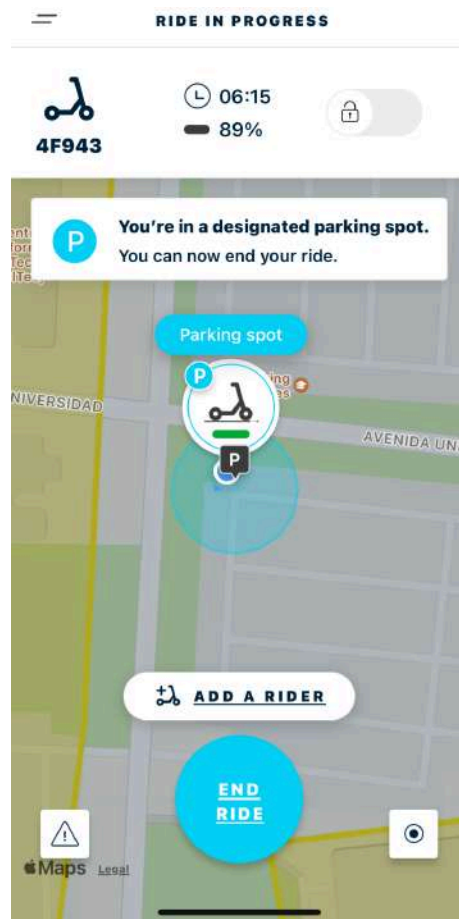 RIDE IN PROGRESS
4F943
06:15
89%
P
You're in a designated parking spot.
You can now end your ride.
Parking spot
P
P
AVENIDA UN
ADD A RIDER
END
RIDE
Maps
Legal